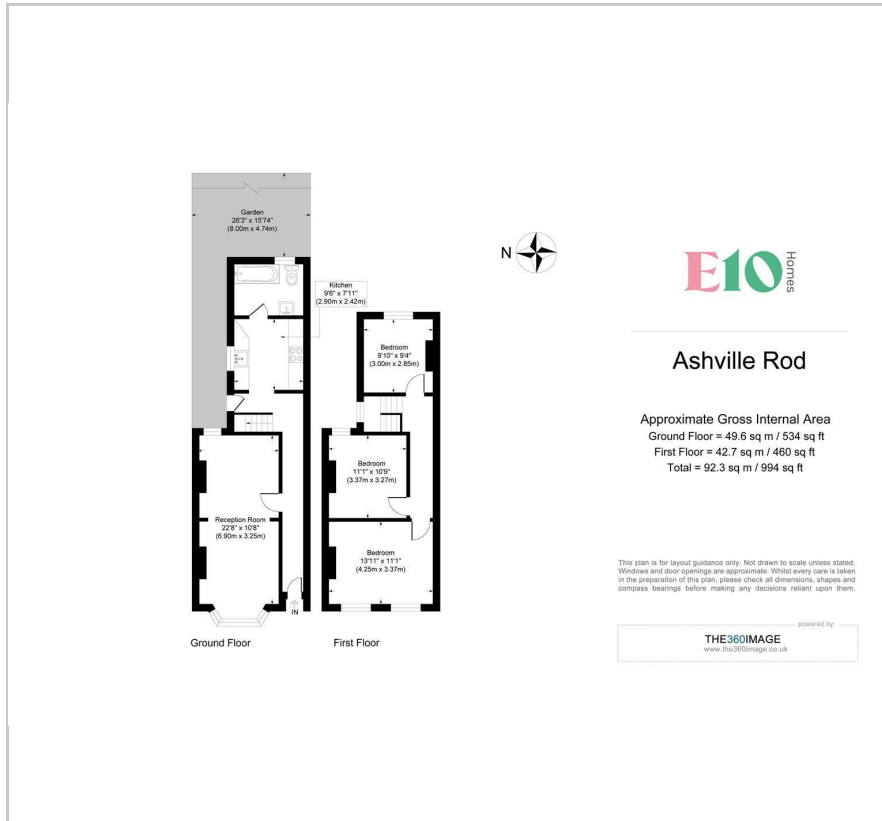 Garden
26'3" x 15'74"
(8.00m x 4.74m)
Kitchen
9'6" x 7'11"
(2.90m x 2.42m)
Reception Room
22'8" x 10'8"
(6.90m x 3.25m)
IN
Ground Floor
Bedroom
9'10" x 9'4"
(3.00m x 2.85m)
Bedroom
11'1" x 10'9"
(3.37m x 3.27m)
Bedroom
13'11" x 11'1"
(4.25m x 3.37m)
First Floor
N
E10 Homes
Ashville Rod
Approximate Gross Internal Area
Ground Floor = 49.6 sq m / 534 sq ft
First Floor = 42.7 sq m / 460 sq ft
Total = 92.3 sq m / 994 sq ft
This plan is for layout guidance only. Not drawn to scale unless stated.
Windows and door openings are approximate. Whilst every care is taken
in the preparation of this plan, please check all dimensions, shapes and
compass bearings before making any decisions reliant upon them.
powered by:
THE360IMAGE
www.the360image.co.uk